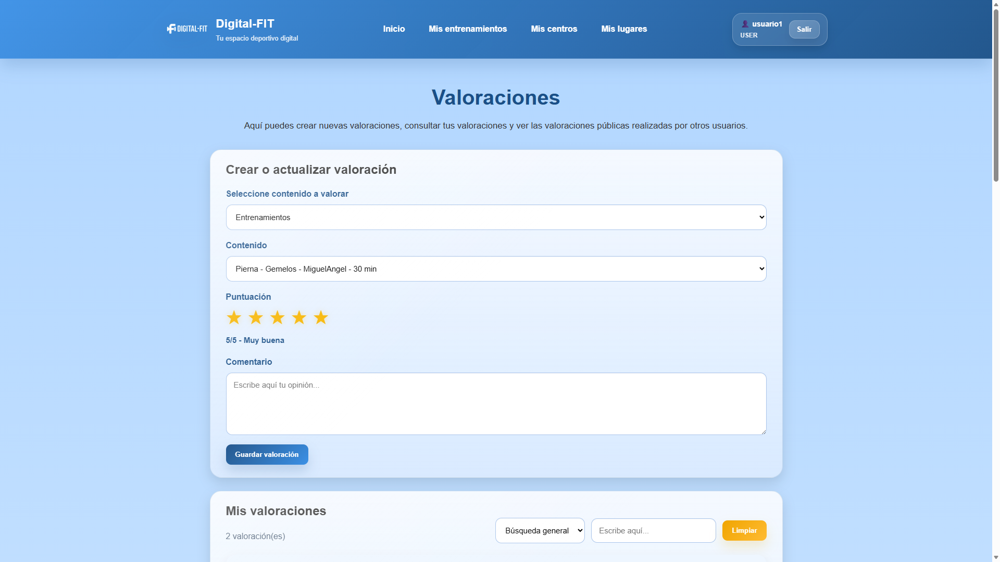 DIGITAL-FIT
Digital-FIT
Tu espacio deportivo digital
Inicio
Mis entrenamientos
Mis centros
Mis lugares
usuario1
USER
Salir
Valoraciones
Aquí puedes crear nuevas valoraciones, consultar tus valoraciones y ver las valoraciones públicas realizadas por otros usuarios.
Crear o actualizar valoración
Seleccione contenido a valorar
Entrenamientos
Contenido
Pierna - Gemelos - MiguelAngel - 30 min
Puntuación
5/5 - Muy buena
Comentario
Escribe aquí tu opinión...
Guardar valoración
Mis valoraciones
2 valoración(es)
Búsqueda general
Escribe aquí...
Limpiar